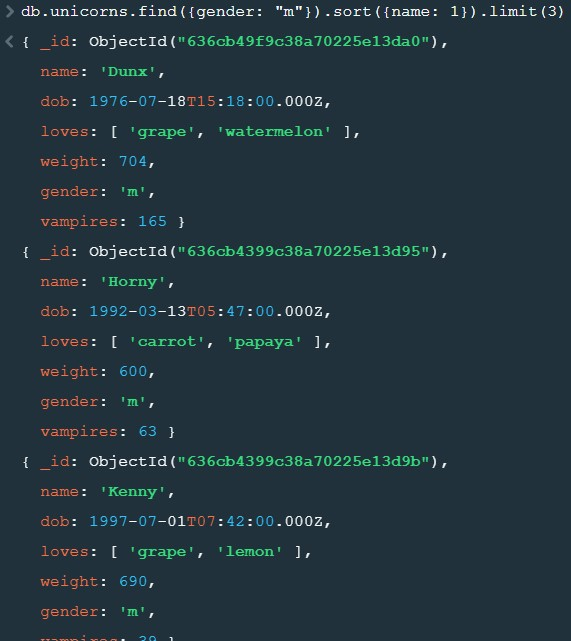 > db.unicorns.find({gender: "m"}).sort({name: 1}).limit(3)
< { _id: ObjectId("636cb49f9c38a70225e13da0"),
name: 'Dunx',
dob: 1976-07-18T15:18:00.000Z,
loves: [ 'grape', 'watermelon' ],
weight: 704,
gender: 'm',
vampires: 165 }
{ _id: ObjectId("636cb4399c38a70225e13d95"),
name: 'Horny',
dob: 1992-03-13T05:47:00.000Z,
loves: [ 'carrot', 'papaya' ],
weight: 600,
gender: 'm',
vampires: 63 }
{ _id: ObjectId("636cb4399c38a70225e13d9b"),
name: 'Kenny',
dob: 1997-07-01T07:42:00.000Z,
loves: [ 'grape', 'lemon' ],
weight: 690,
gender: 'm',
vampires: 39 }